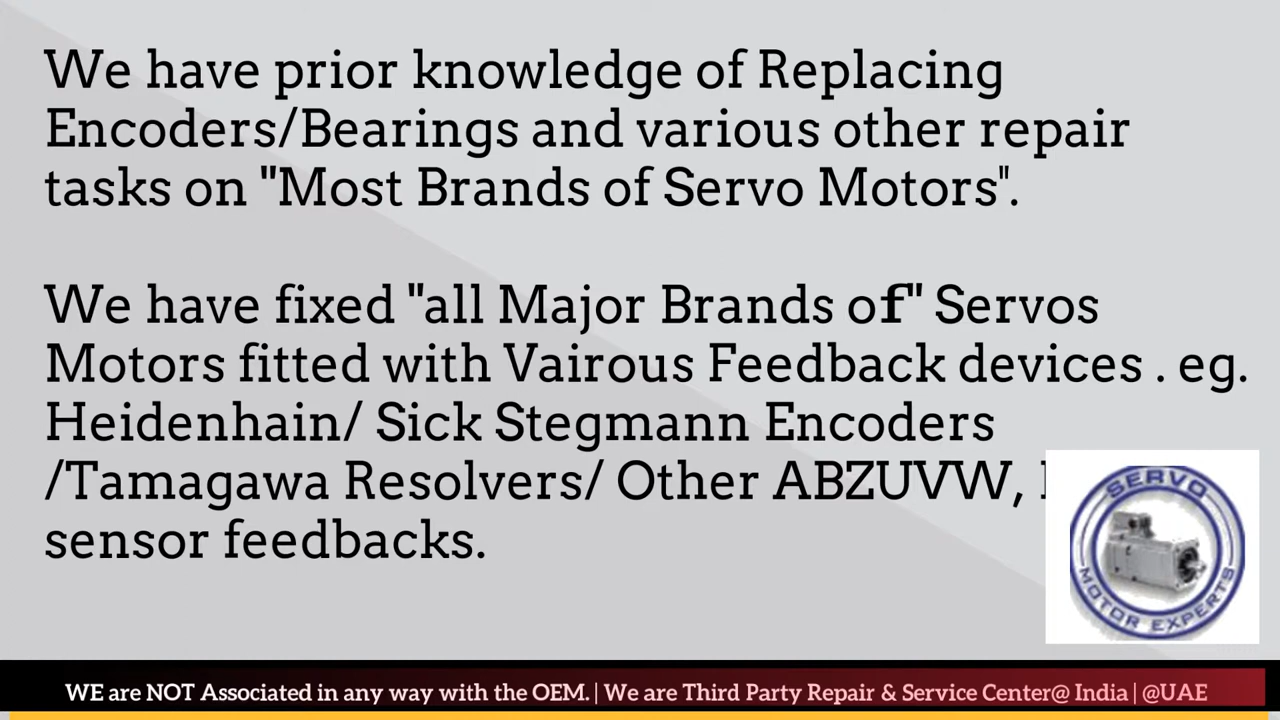 We have prior knowledge of Replacing
Encoders/Bearings and various other repair
tasks on "Most Brands of Servo Motors".
We have fixed "all Major Brands of" Servos
Motors fitted with Vairous Feedback devices . eg.
Heidenhain/ Sick Stegmann Encoders
/Tamagawa Resolvers/ Other ABZUVW,
sensor feedbacks.
SERVO
MOTOR EXPERTS
WE are NOT Associated in any way with the OEM. | We are Third Party Repair & Service Center@ India | @UAE